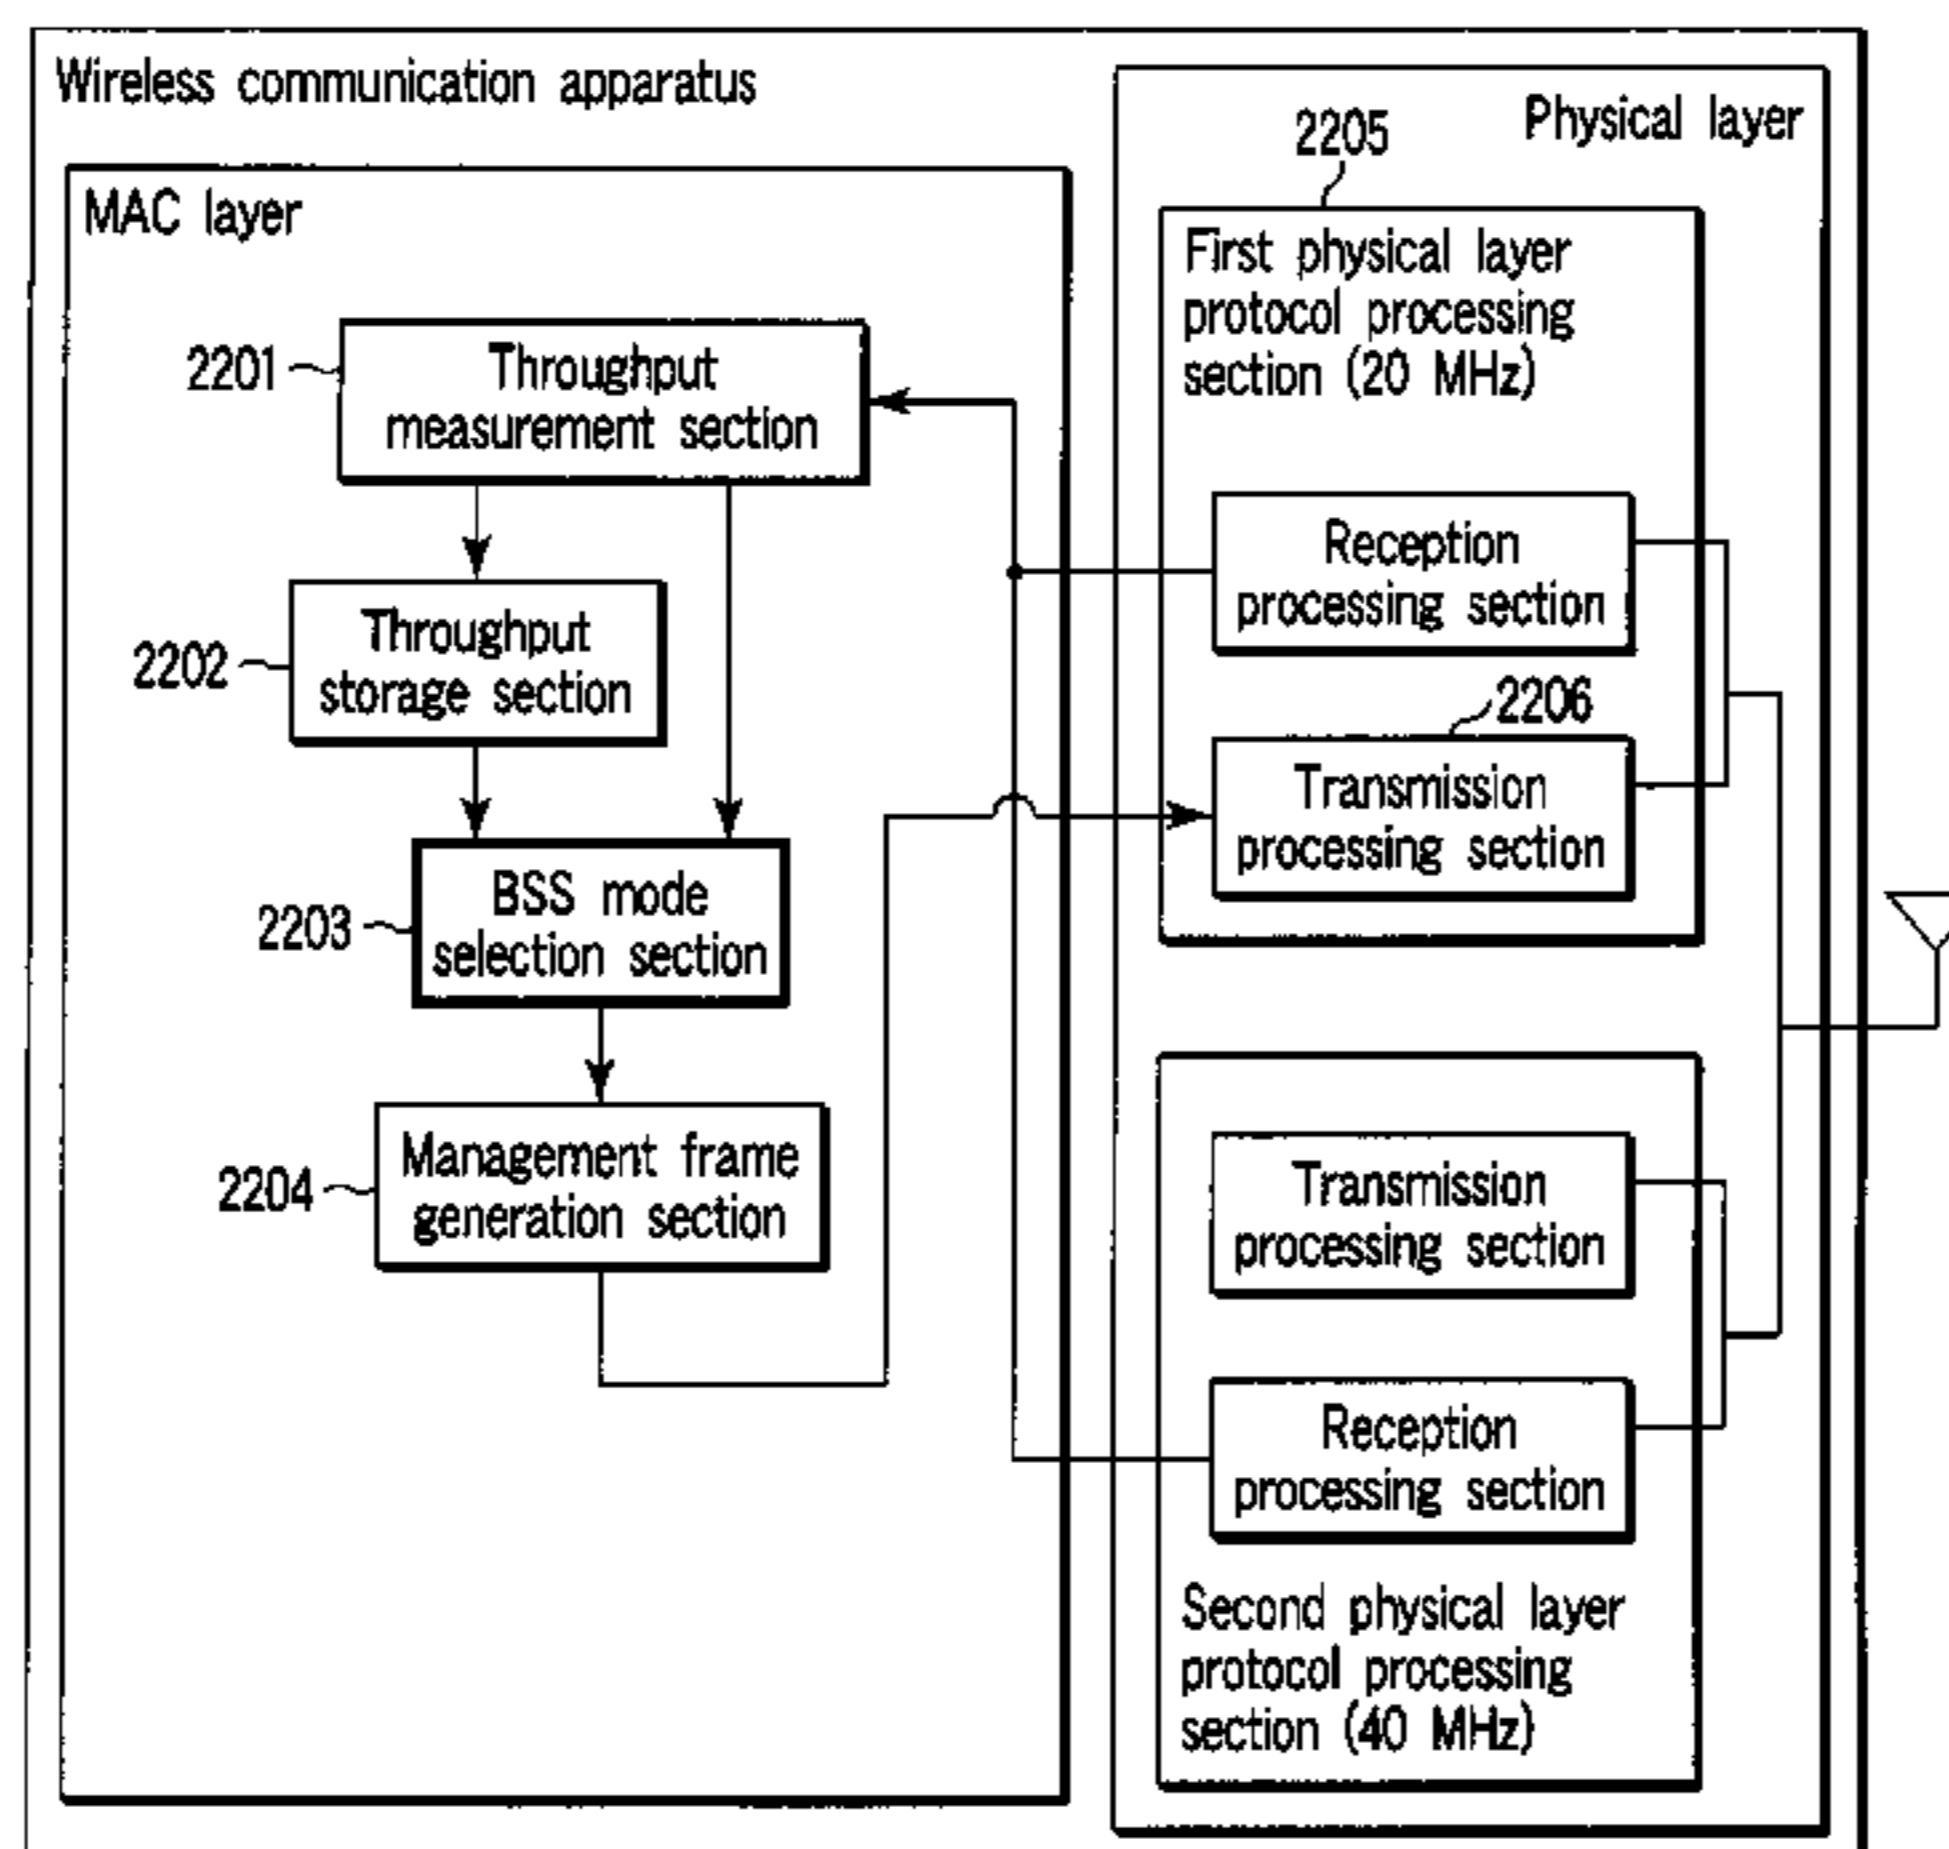 Wireless communication apparatus
MAC layer
2201
Throughput
measurement section
2202
Throughput
storage section
2203
BSS mode
selection section
2204
Management frame
generation section
Physical layer
2205
First physical layer
protocol processing
section (20 MHz)
Reception
processing section
2206
Transmission
processing section
Transmission
processing section
Reception
processing section
Second physical layer
protocol processing
section (40 MHz)